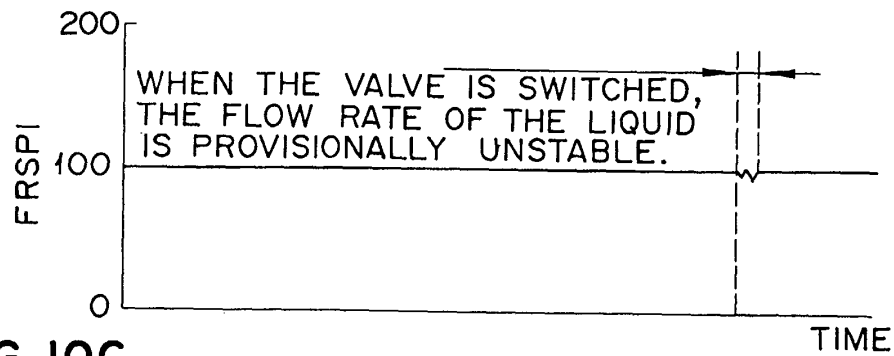 200
WHEN THE VALVE IS SWITCHED,
THE FLOW RATE OF THE LIQUID
IS PROVISIONALLY UNSTABLE.
100
FRSPI
0
TIME